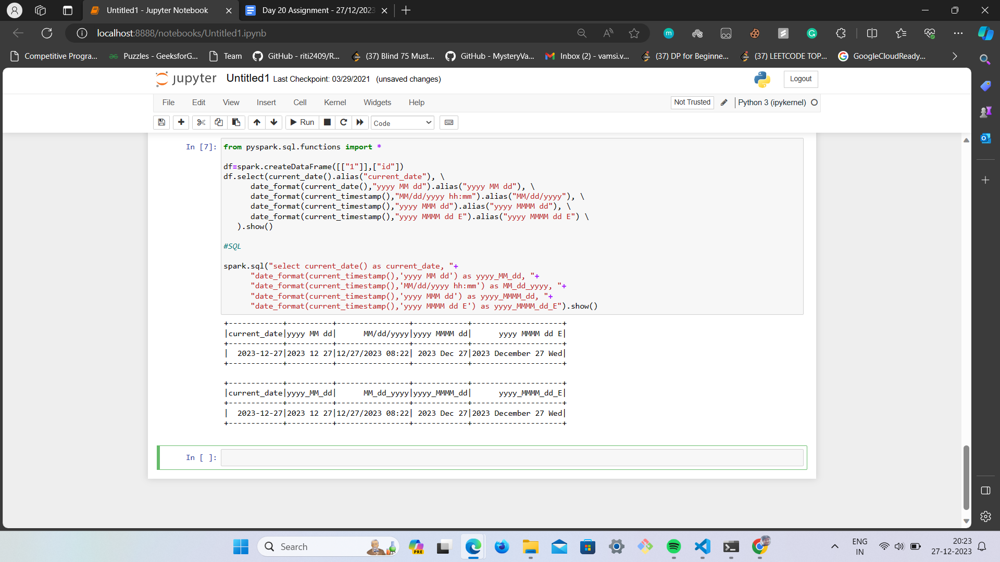 Untitled1 - Jupyter Notebook
Day 20 Assignment - 27/12/2023
localhost:8888/notebooks/Untitled1.ipynb
Competitive Progra...
Puzzles - GeeksforG...
Team
GitHub - riti2409/R...
(37) Blind 75 Must...
GitHub - MysteryVa...
Inbox (2) - vamsi.v...
(37) DP for Beginne...
(37) LEETCODE TOP...
GoogleCloudReady...
jupyter Untitled1 Last Checkpoint: 03/29/2021 (unsaved changes)
Logout
File Edit View Insert Cell Kernel Widgets Help
Not Trusted
Python 3 (ipykernel)
Run
Code
In [7]:
from pyspark.sql.functions import *
df=spark.createDataFrame([["1"]],["id"])
df.select(current_date().alias("current_date"), \
      date_format(current_date(),"yyyy MM dd").alias("yyyy MM dd"), \
      date_format(current_timestamp(),"MM/dd/yyyy hh:mm").alias("MM/dd/yyyy"), \
      date_format(current_timestamp(),"yyyy MMM dd").alias("yyyy MMMM dd"), \
      date_format(current_timestamp(),"yyyy MMMM dd E").alias("yyyy MMMM dd E") \
   ).show()
#SQL
spark.sql("select current_date() as current_date, "+
      "date_format(current_timestamp(),'yyyy MM dd') as yyyy_MM_dd, "+
      "date_format(current_timestamp(),'MM/dd/yyyy hh:mm') as MM_dd_yyyy, "+
      "date_format(current_timestamp(),'yyyy MMM dd') as yyyy_MMMM_dd, "+
      "date_format(current_timestamp(),'yyyy MMMM dd E') as yyyy_MMMM_dd_E").show()
+------------+----------+----------------+------------+--------------------+
|current_date|yyyy MM dd|      MM/dd/yyyy|yyyy MMMM dd|      yyyy MMMM dd E|
+------------+----------+----------------+------------+--------------------+
|  2023-12-27|2023 12 27|12/27/2023 08:22| 2023 Dec 27|2023 December 27 Wed|
+------------+----------+----------------+------------+--------------------+
+------------+----------+----------------+------------+--------------------+
|current_date|yyyy_MM_dd|      MM_dd_yyyy|yyyy_MMMM_dd|      yyyy_MMMM_dd_E|
+------------+----------+----------------+------------+--------------------+
|  2023-12-27|2023 12 27|12/27/2023 08:22| 2023 Dec 27|2023 December 27 Wed|
+------------+----------+----------------+------------+--------------------+
In [ ]:
Search
PRE
ENG
IN
20:23
27-12-2023